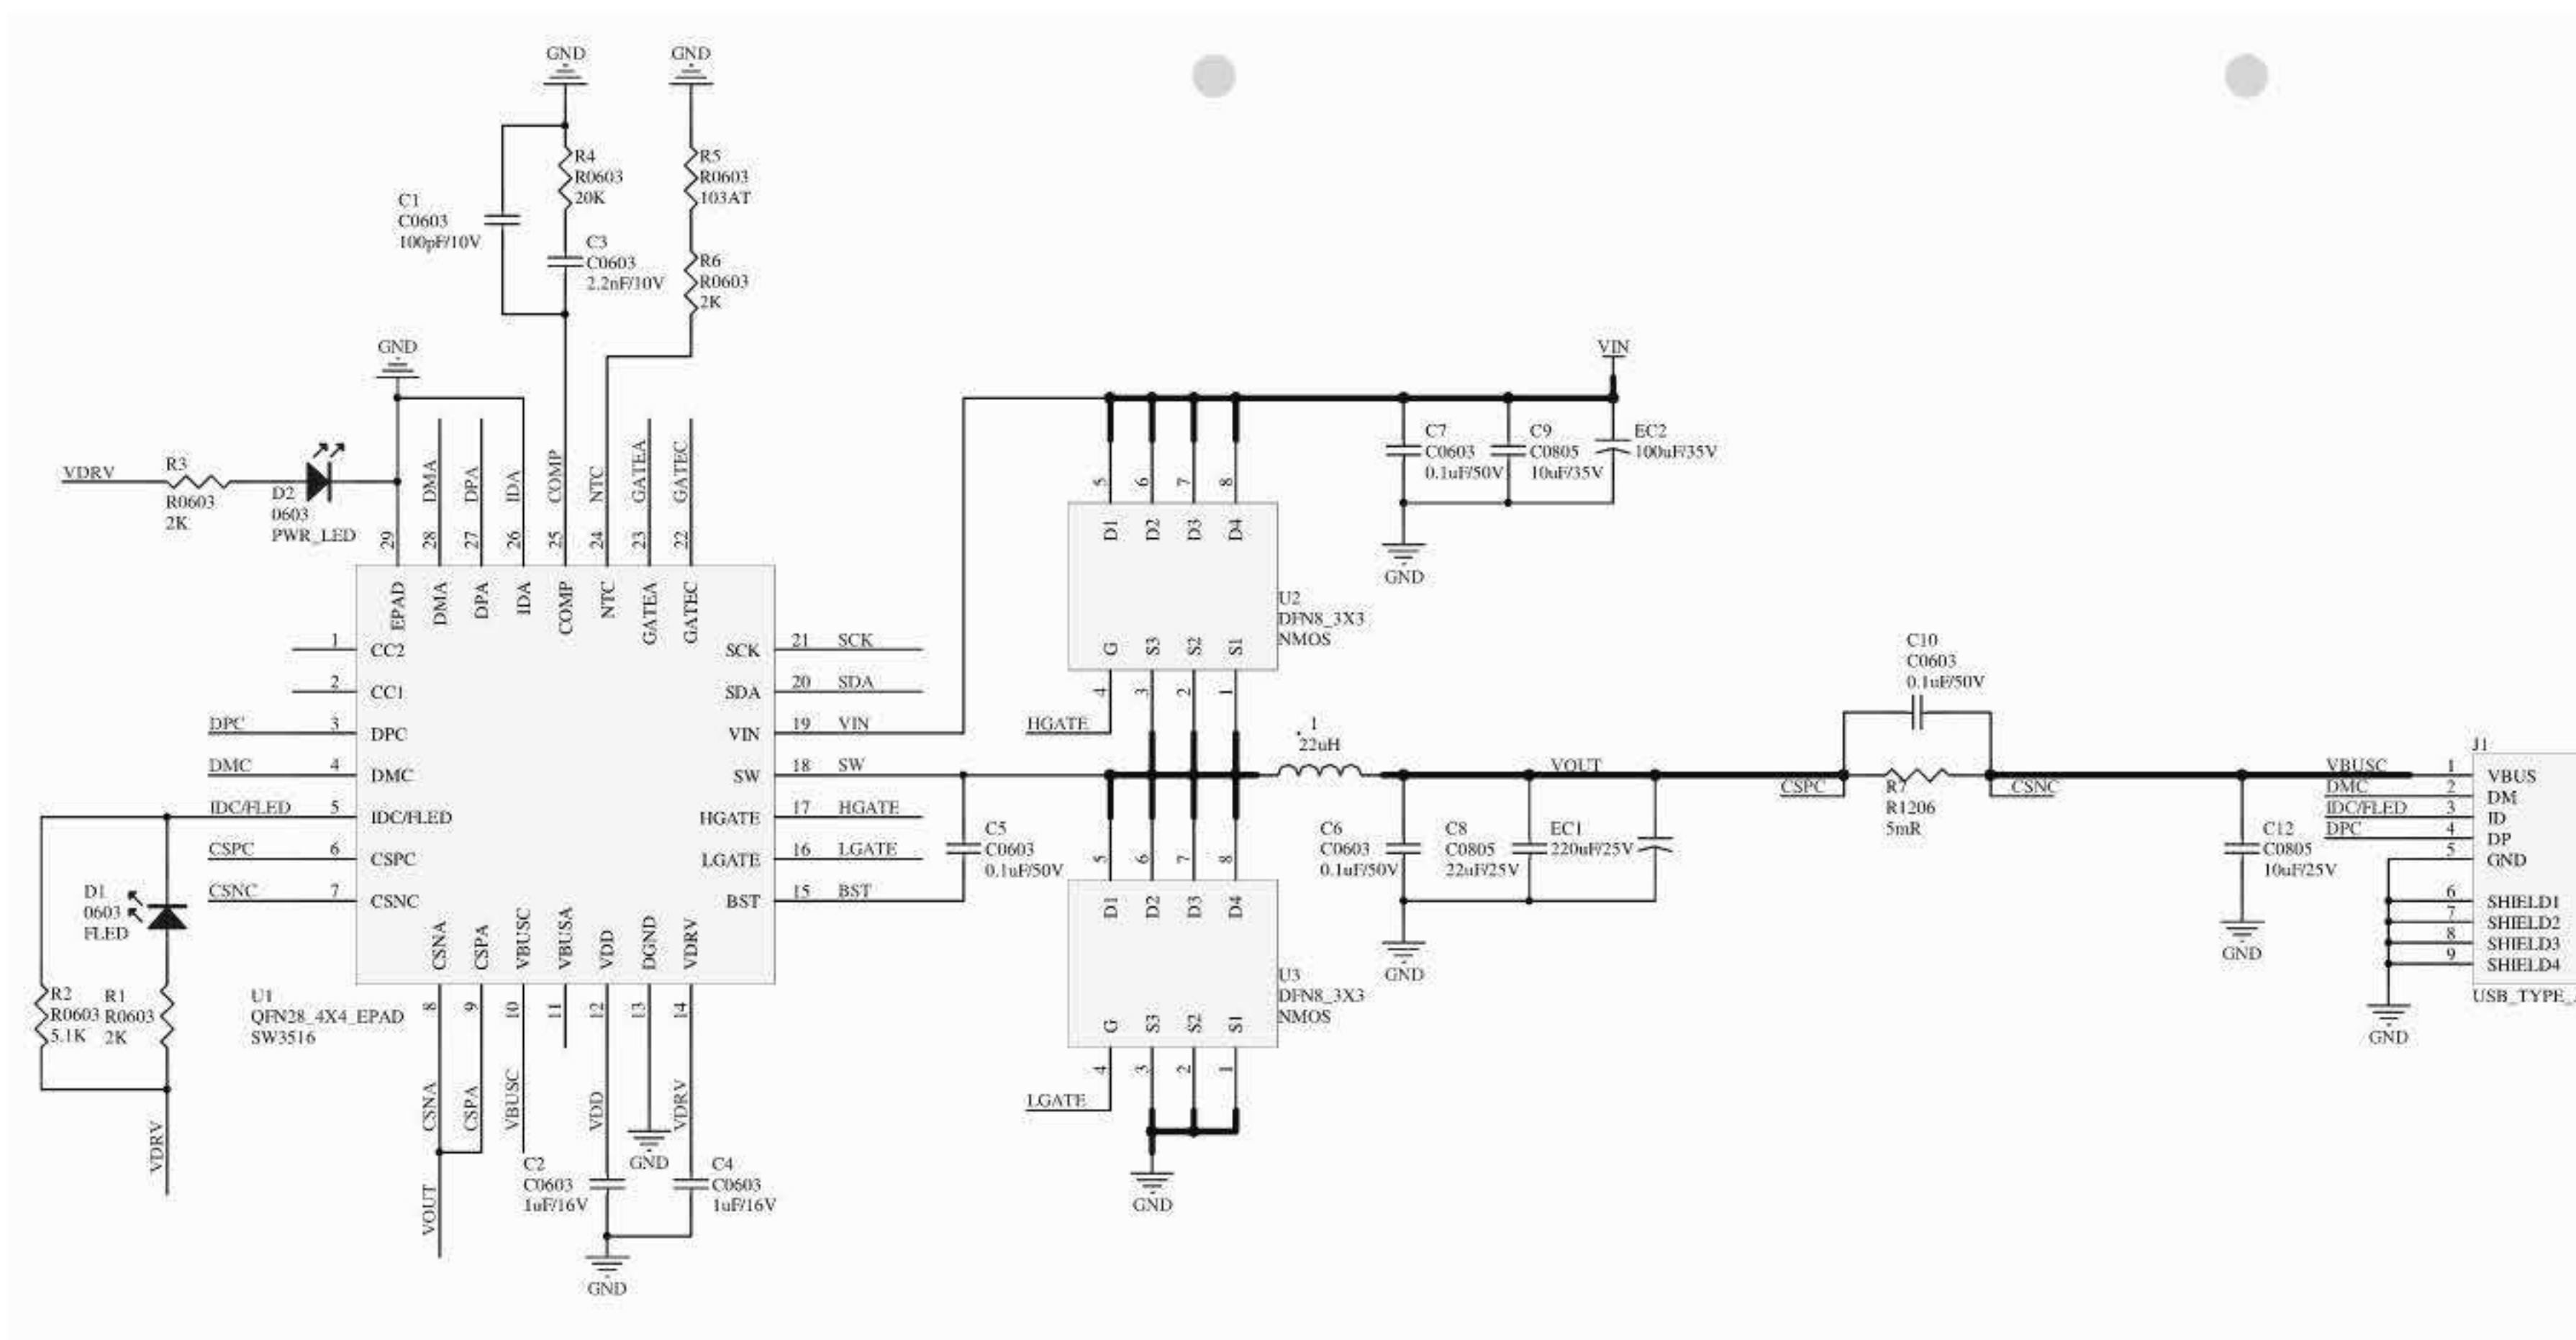 GND
GND
R4
R0603
20K
R5
R0603
103AT
C1
C0603
100pF/10V
C3
C0603
2.2nF/10V
R6
R0603
2K
GND
VDRV
R3
R0603
2K
D2
0603
PWR_LED
DMA
DPA
IDA
COMP
NTC
GATEA
GATEC
29
28
27
26
25
24
23
22
EPAD
DMA
DPA
IDA
COMP
NTC
GATEA
GATEC
1
CC2
2
CC1
DPC
3
DPC
DMC
4
DMC
IDC/FLED
5
IDC/FLED
CSPC
6
CSPC
CSNC
7
CSNC
SCK
21
SCK
SDA
20
SDA
VIN
19
VIN
SW
18
SW
HGATE
17
HGATE
LGATE
16
LGATE
BST
15
BST
CSNA
CSPA
VBUSC
VBUSA
VDD
DGND
VDRV
8
9
10
11
12
13
14
CSNA
CSPA
VBUSC
VDD
VDRV
U1
QFN28_4X4_EPAD
SW3516
D1
0603
FLED
R2
R0603
5.1K
R1
R0603
2K
VDRV
VOUT
C2
C0603
1uF/16V
GND
C4
C0603
1uF/16V
GND
C5
C0603
0.1uF/50V
VIN
C7
C0603
0.1uF/50V
C9
C0805
10uF/35V
EC2
100uF/35V
GND
5
6
7
8
D1
D2
D3
D4
G
S3
S2
S1
U2
DFN8_3X3
NMOS
4
3
2
1
HGATE
1
22uH
VOUT
5
6
7
8
D1
D2
D3
D4
G
S3
S2
S1
U3
DFN8_3X3
NMOS
4
3
2
1
LGATE
GND
C6
C0603
0.1uF/50V
C8
C0805
22uF/25V
EC1
220uF/25V
GND
C10
C0603
0.1uF/50V
CSPC
R7
R1206
5mR
CSNC
C12
C0805
10uF/25V
GND
J1
VBUSC
1
VBUS
DMC
2
DM
IDC/FLED
3
ID
DPC
4
DP
5
GND
6
SHIELD1
7
SHIELD2
8
SHIELD3
9
SHIELD4
USB_TYPE_
GND